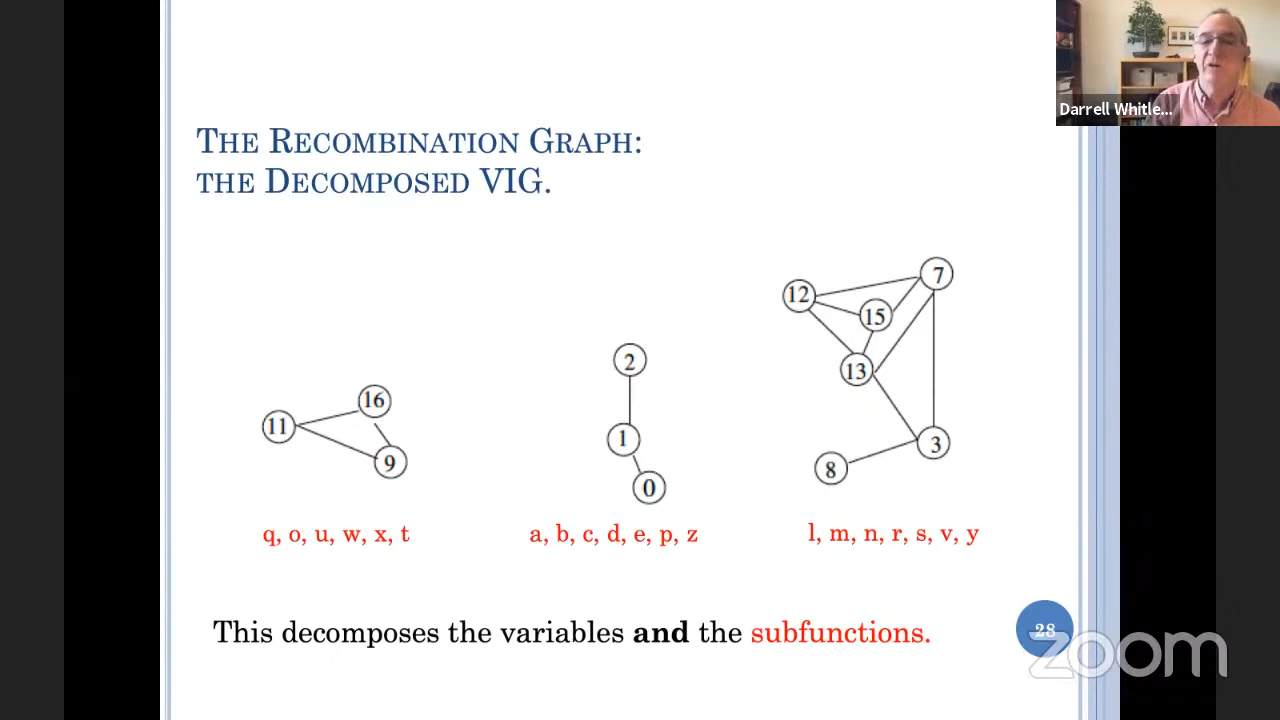 Darrell Whitle...
THE RECOMBINATION GRAPH:
THE DECOMPOSED VIG.
7
12
15
13
2
16
11
1
3
9
8
0
q, o, u, w, x, t
a, b, c, d, e, p, z
l, m, n, r, s, v, y
This decomposes the variables and the subfunctions.
28
zoom